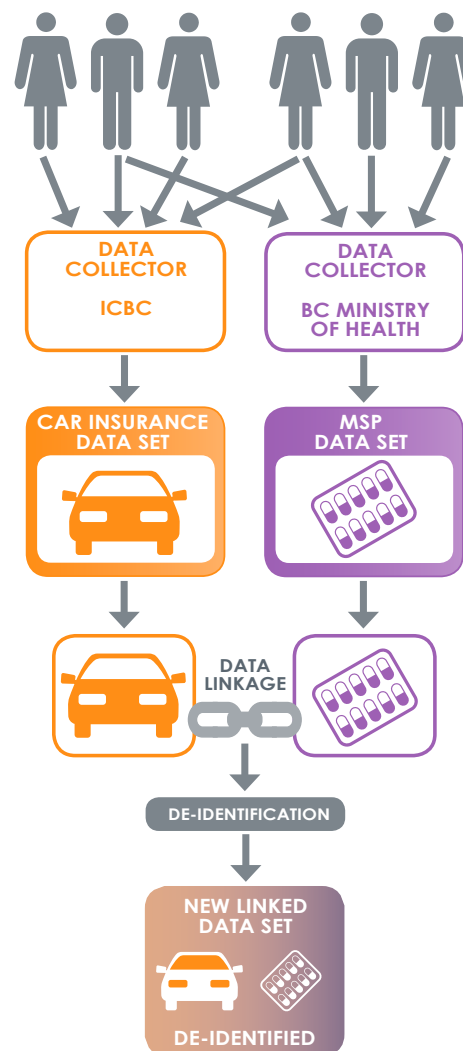 DATA
COLLECTOR
ICBC
DATA
COLLECTOR
BC MINISTRY
OF HEALTH
CAR INSURANCE
DATA SET
MSP
DATA SET
DATA
LINKAGE
DE-IDENTIFICATION
NEW LINKED
DATA SET
DE-IDENTIFIED